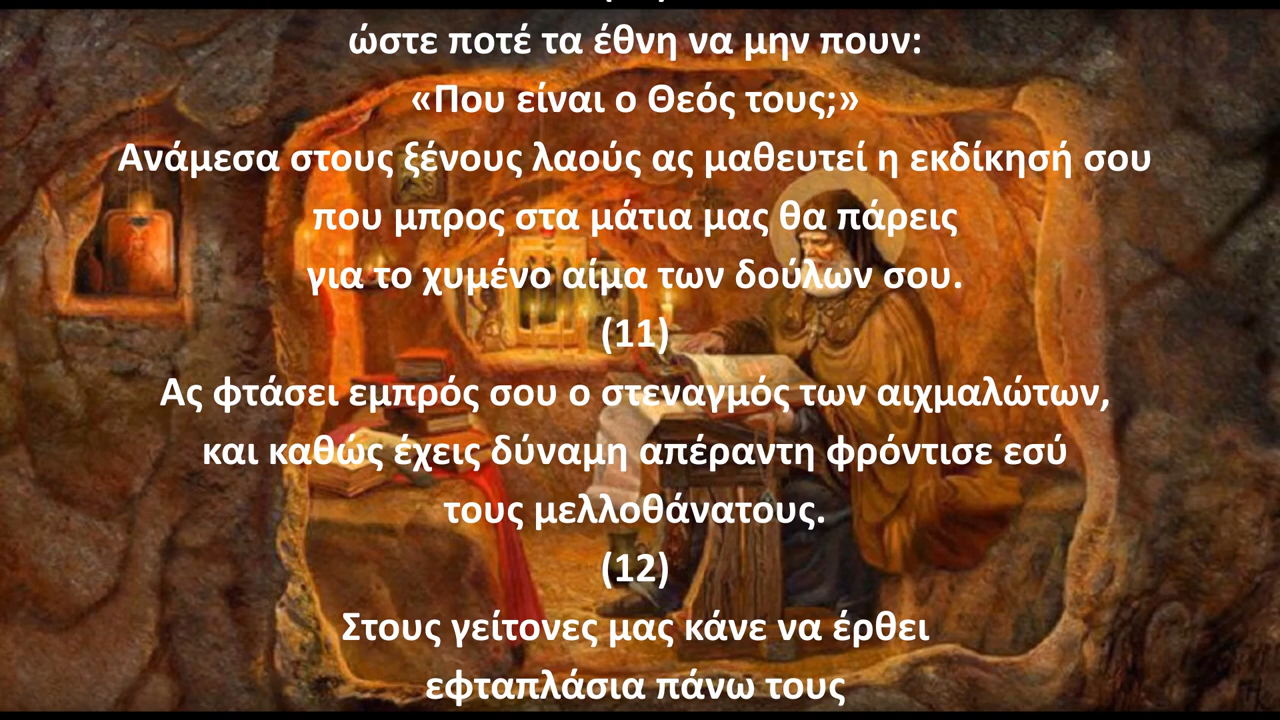 ώστε ποτέ τα έθνη να μην πουν:
«Που είναι ο Θεός τους;»
Ανάμεσα στους ξένους λαούς ας μαθευτεί η εκδίκησή σου
που μπρος στα μάτια μας θα πάρεις
για το χυμένο αίμα των δούλων σου.
(11)
Ας φτάσει εμπρός σου ο στεναγμός των αιχμαλώτων,
και καθώς έχεις δύναμη απέραντη φρόντισε εσύ
τους μελλοθάνατους.
(12)
Στους γείτονες μας κάνε να έρθει
εφταπλάσια πάνω τους